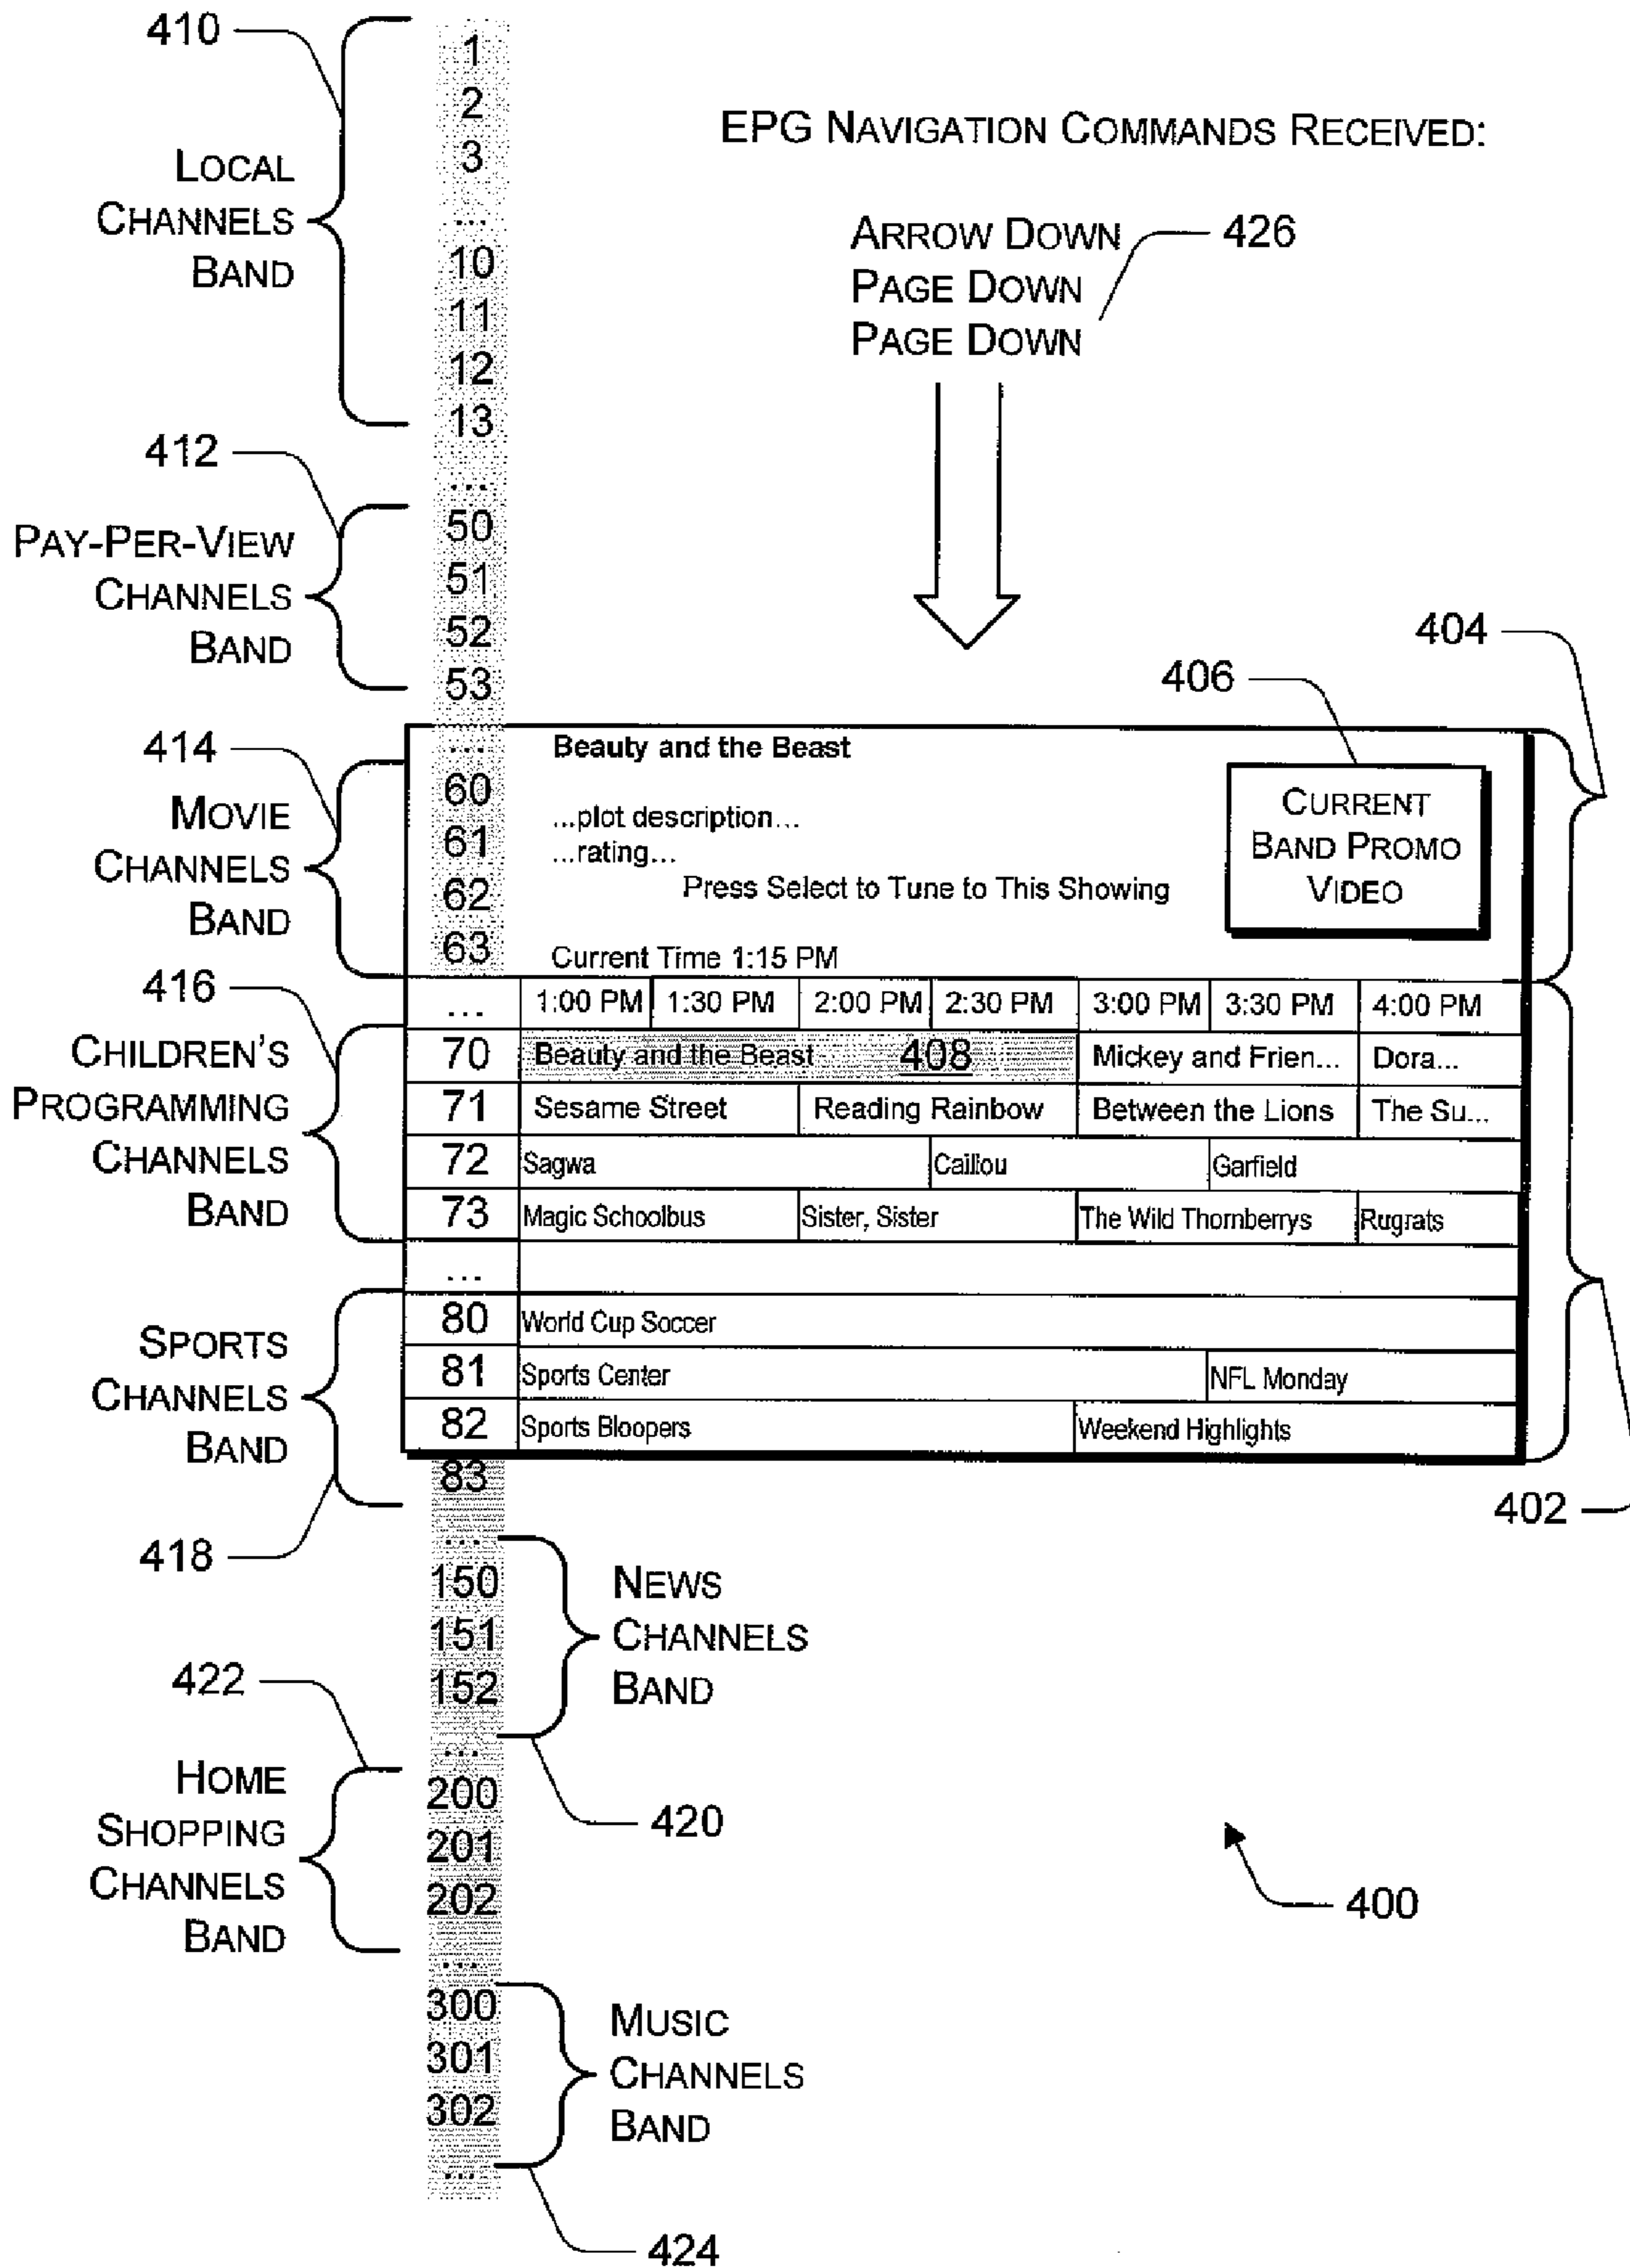 410
1
2
3
...
10
11
12
13
LOCAL
CHANNELS
BAND
EPG NAVIGATION COMMANDS RECEIVED:
ARROW DOWN
PAGE DOWN
PAGE DOWN
426
412
...
50
51
52
53
PAY-PER-VIEW
CHANNELS
BAND
404
406
414
...
60
61
62
63
MOVIE
CHANNELS
BAND
Beauty and the Beast
...plot description...
...rating...
Press Select to Tune to This Showing
Current Time 1:15 PM
CURRENT
BAND PROMO
VIDEO
416
CHILDREN'S
PROGRAMMING
CHANNELS
BAND
... 1:00 PM 1:30 PM 2:00 PM 2:30 PM 3:00 PM 3:30 PM 4:00 PM
70 Beauty and the Beast 408 Mickey and Frien... Dora...
71 Sesame Street Reading Rainbow Between the Lions The Su...
72 Sagwa Caillou Garfield
73 Magic Schoolbus Sister, Sister The Wild Thornberrys Rugrats
...
80 World Cup Soccer
81 Sports Center NFL Monday
82 Sports Bloopers Weekend Highlights
83
SPORTS
CHANNELS
BAND
418
402
...
150
151
152
NEWS
CHANNELS
BAND
420
422
...
200
201
202
HOME
SHOPPING
CHANNELS
BAND
400
...
300
301
302
...
MUSIC
CHANNELS
BAND
424